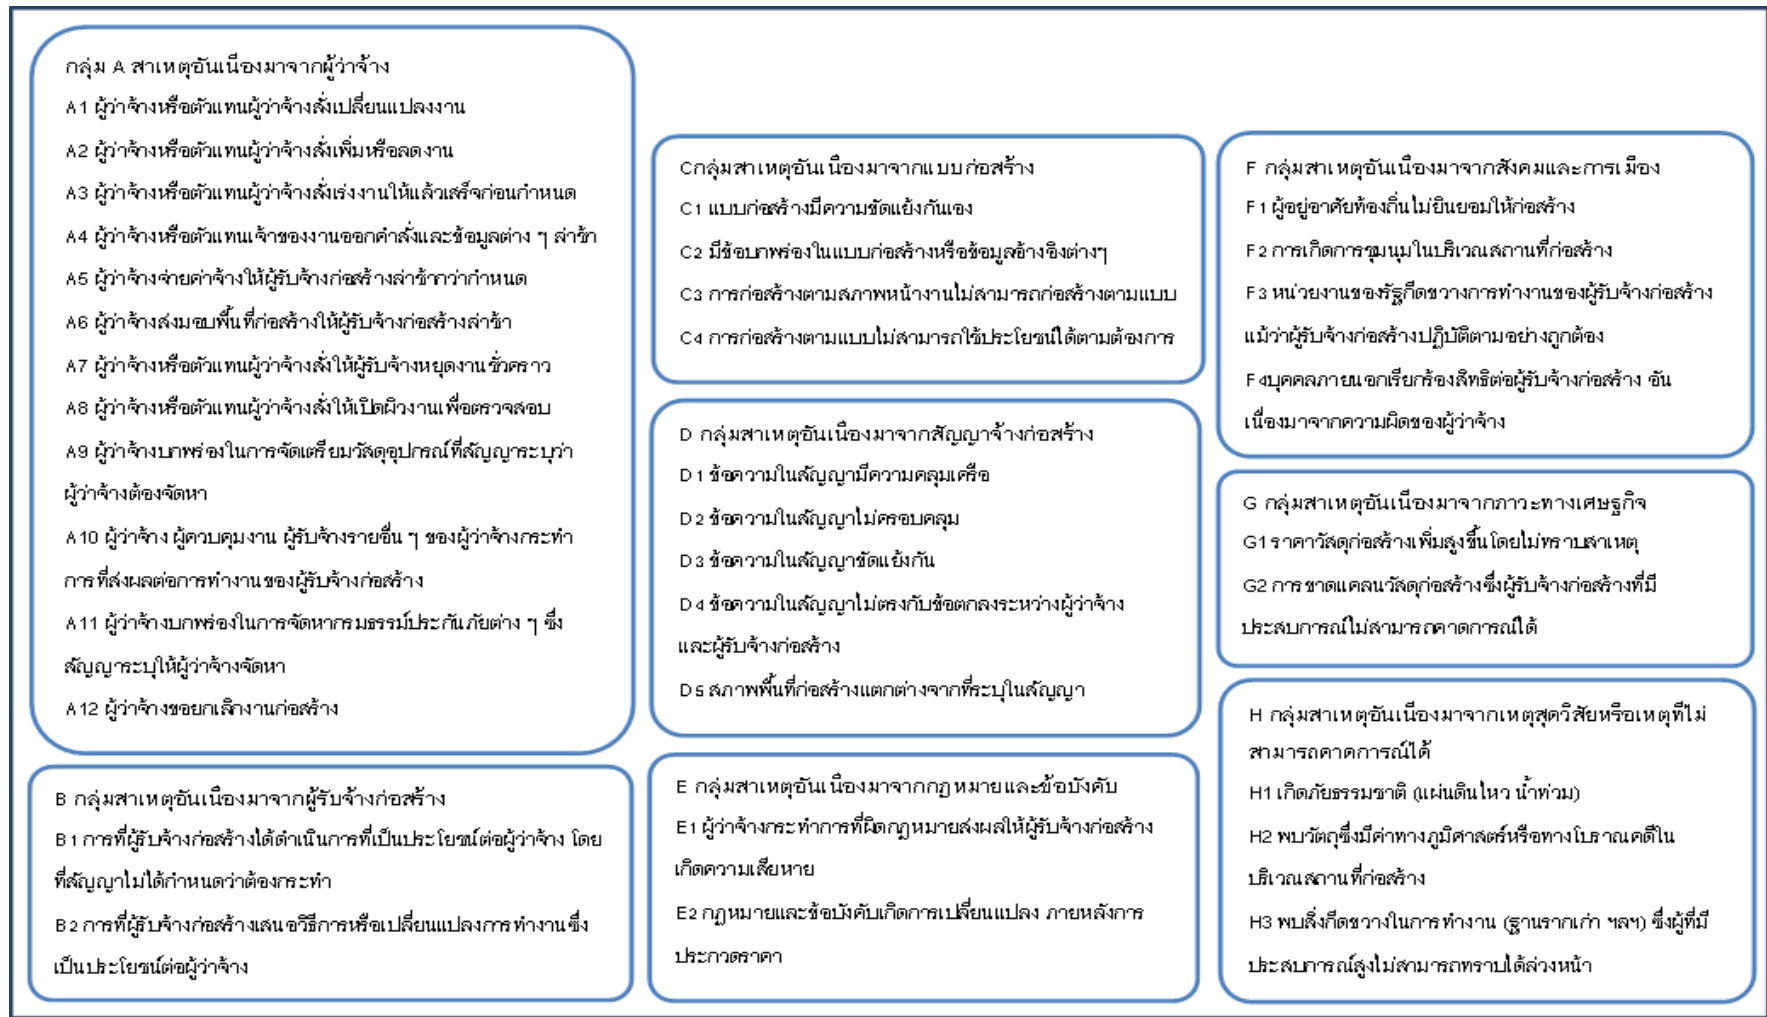 กลุ่ม A สาเหตุอันเนื่องมาจากผู้ว่าจ้าง
A1 ผู้ว่าจ้างหรือตัวแทนผู้ว่าจ้างสั่งเปลี่ยนแปลงงาน
A2 ผู้ว่าจ้างหรือตัวแทนผู้ว่าจ้างสั่งเพิ่มหรือลดงาน
A3 ผู้ว่าจ้างหรือตัวแทนผู้ว่าจ้างสั่งเร่งงานให้แล้วเสร็จก่อนกำหนด
A4 ผู้ว่าจ้างหรือตัวแทนเจ้าของงานออกคำสั่งและข้อมูลต่าง ๆ ล่าช้า
A5 ผู้ว่าจ้างจ่ายค่าจ้างให้ผู้รับจ้างก่อสร้างล่าช้ากว่ากำหนด
A6 ผู้ว่าจ้างส่งมอบพื้นที่ก่อสร้างให้ผู้รับจ้างก่อสร้างล่าช้า
A7 ผู้ว่าจ้างหรือตัวแทนผู้ว่าจ้างสั่งให้ผู้รับจ้างหยุดงานชั่วคราว
A8 ผู้ว่าจ้างหรือตัวแทนผู้ว่าจ้างสั่งให้เปิดผิวงานเพื่อตรวจสอบ
A9 ผู้ว่าจ้างบกพร่องในการจัดเตรียมวัสดุอุปกรณ์ที่สัญญาระบุว่า
ผู้ว่าจ้างต้องจัดหา
A10 ผู้ว่าจ้าง ผู้ควบคุมงาน ผู้รับจ้างรายอื่น ๆ ของผู้ว่าจ้างกระทำ
การที่ส่งผลต่อการทำงานของผู้รับจ้างก่อสร้าง
A11 ผู้ว่าจ้างบกพร่องในการจัดหากรมธรรม์ประกันภัยต่าง ๆ ซึ่ง
สัญญาระบุให้ผู้ว่าจ้างจัดหา
A12 ผู้ว่าจ้างขอยกเลิกงานก่อสร้าง
B กลุ่มสาเหตุอันเนื่องมาจากผู้รับจ้างก่อสร้าง
B1 การที่ผู้รับจ้างก่อสร้างได้ดำเนินการที่เป็นประโยชน์ต่อผู้ว่าจ้าง โดย
ที่สัญญาไม่ได้กำหนดว่าต้องกระทำ
B2 การที่ผู้รับจ้างก่อสร้างเสนอวิธีการหรือเปลี่ยนแปลงการทำงานซึ่ง
เป็นประโยชน์ต่อผู้ว่าจ้าง
Cกลุ่มสาเหตุอันเนื่องมาจากแบบก่อสร้าง
C1 แบบก่อสร้างมีความขัดแย้งกันเอง
C2 มีข้อบกพร่องในแบบก่อสร้างหรือข้อมูลอ้างอิงต่างๆ
C3 การก่อสร้างตามสภาพหน้างานไม่สามารถก่อสร้างตามแบบ
C4 การก่อสร้างตามแบบไม่สามารถใช้ประโยชน์ได้ตามต้องการ
D กลุ่มสาเหตุอันเนื่องมาจากสัญญาจ้างก่อสร้าง
D1 ข้อความในสัญญามีความคลุมเครือ
D2 ข้อความในสัญญาไม่ครอบคลุม
D3 ข้อความในสัญญาขัดแย้งกัน
D4 ข้อความในสัญญาไม่ตรงกับข้อตกลงระหว่างผู้ว่าจ้าง
และผู้รับจ้างก่อสร้าง
D5 สภาพพื้นที่ก่อสร้างแตกต่างจากที่ระบุในสัญญา
E กลุ่มสาเหตุอันเนื่องมาจากกฎหมายและข้อบังคับ
E1 ผู้ว่าจ้างกระทำการที่ผิดกฎหมายส่งผลให้ผู้รับจ้างก่อสร้าง
เกิดความเสียหาย
E2 กฎหมายและข้อบังคับเกิดการเปลี่ยนแปลง ภายหลังการ
ประกวดราคา
F กลุ่มสาเหตุอันเนื่องมาจากสังคมและการเมือง
F1 ผู้อยู่อาศัยท้องถิ่นไม่ยินยอมให้ก่อสร้าง
F2 การเกิดการชุมนุมในบริเวณสถานที่ก่อสร้าง
F3 หน่วยงานของรัฐกีดขวางการทำงานของผู้รับจ้างก่อสร้าง
แม้ว่าผู้รับจ้างก่อสร้างปฏิบัติตามอย่างถูกต้อง
F4บุคคลภายนอกเรียกร้องสิทธิต่อผู้รับจ้างก่อสร้าง อัน
เนื่องมาจากความผิดของผู้ว่าจ้าง
G กลุ่มสาเหตุอันเนื่องมาจากภาวะทางเศรษฐกิจ
G1 ราคาวัสดุก่อสร้างเพิ่มสูงขึ้นโดยไม่ทราบสาเหตุ
G2 การขาดแคลนวัสดุก่อสร้างซึ่งผู้รับจ้างก่อสร้างที่มี
ประสบการณ์ไม่สามารถคาดการณ์ได้
H กลุ่มสาเหตุอันเนื่องมาจากเหตุสุดวิสัยหรือเหตุที่ไม่
สามารถคาดการณ์ได้
H1 เกิดภัยธรรมชาติ (แผ่นดินไหว น้ำท่วม)
H2 พบวัตถุซึ่งมีค่าทางภูมิศาสตร์หรือทางโบราณคดีใน
บริเวณสถานที่ก่อสร้าง
H3 พบสิ่งกีดขวางในการทำงาน (ฐานรากเก่า ฯลฯ) ซึ่งผู้ที่มี
ประสบการณ์สูงไม่สามารถทราบได้ล่วงหน้า